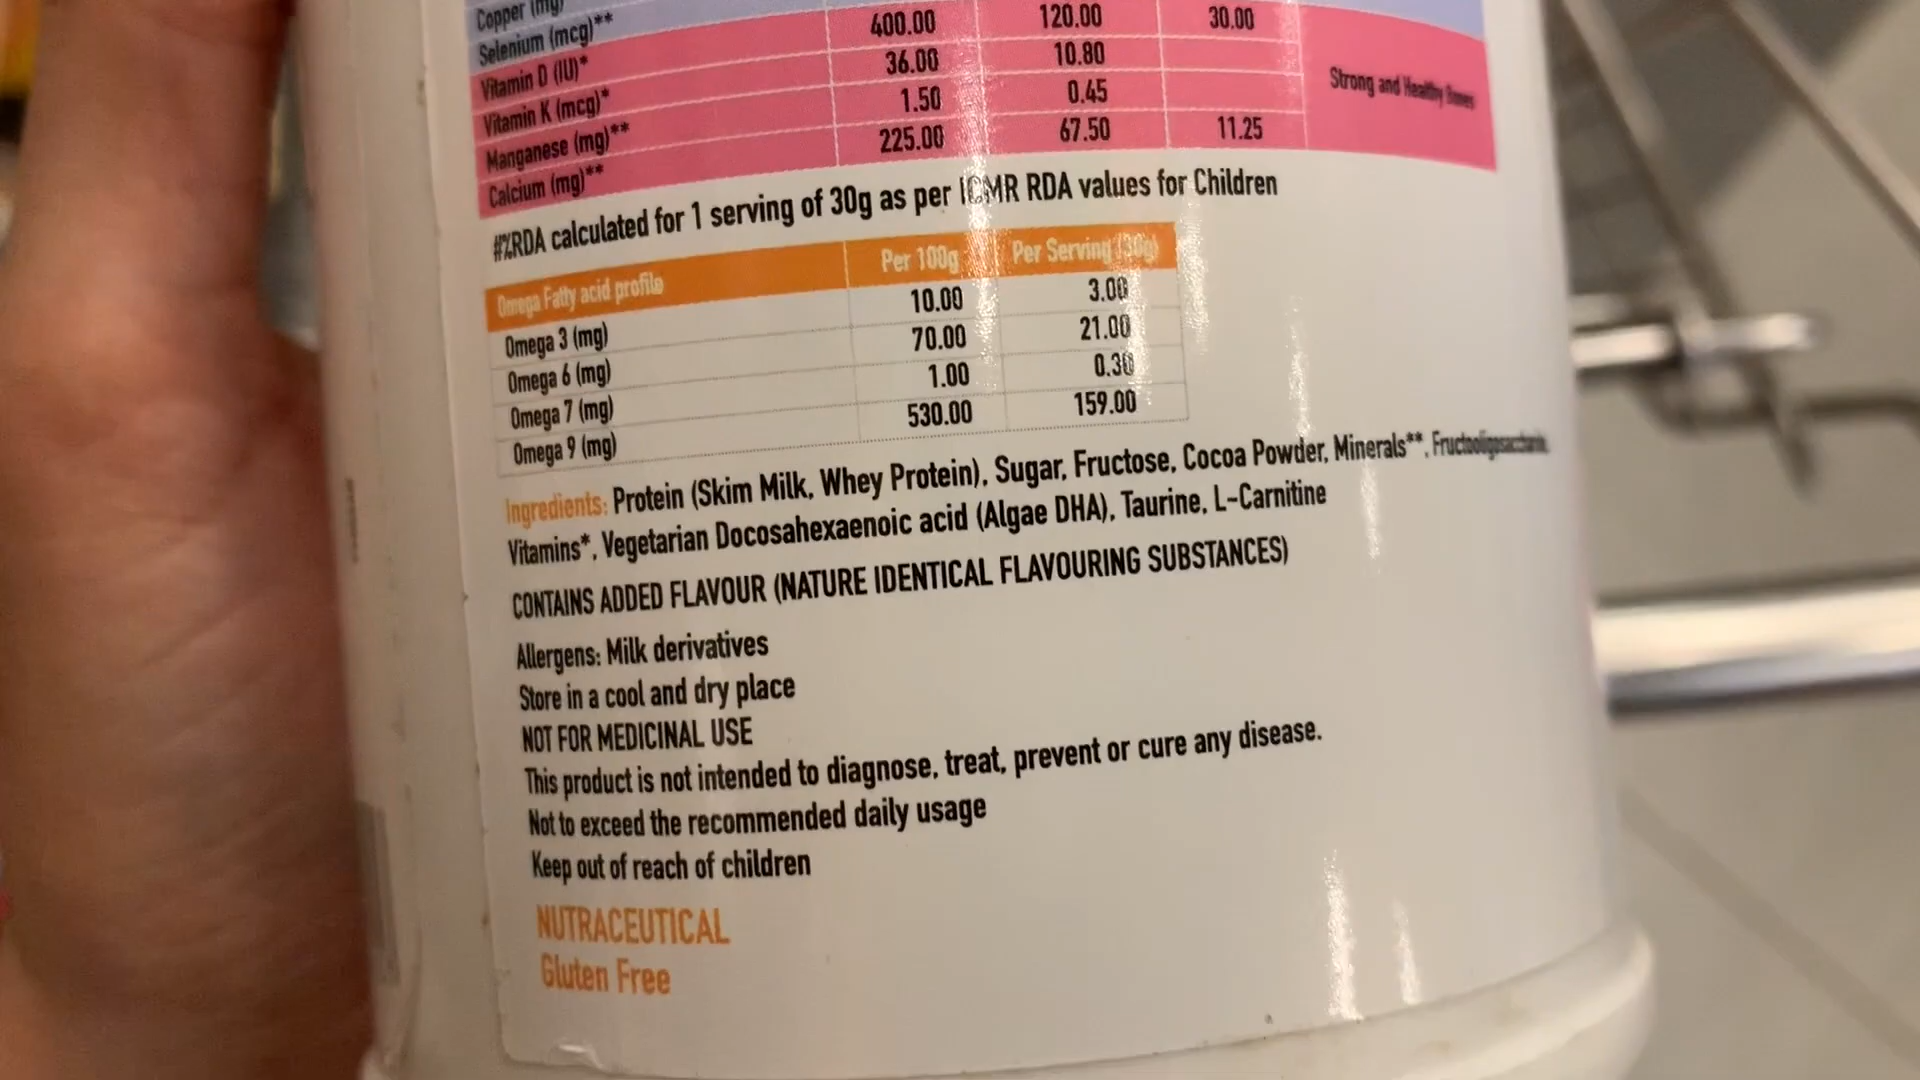 Copper (mg)
Selenium (mcg)**
Vitamin D (IU)* 400.00 120.00 30.00
Vitamin K (mcg)* 36.00 10.80
Manganese (mg)** 1.50 0.45
Calcium (mg)** 225.00 67.50 11.25
Strong and Healthy Bones
#%RDA calculated for 1 serving of 30g as per ICMR RDA values for Children
Omega Fatty acid profile Per 100g Per Serving (30g)
Omega 3 (mg) 10.00 3.00
Omega 6 (mg) 70.00 21.00
Omega 7 (mg) 1.00 0.30
Omega 9 (mg) 530.00 159.00
Ingredients: Protein (Skim Milk, Whey Protein), Sugar, Fructose, Cocoa Powder, Minerals**, Fructooligosaccharide,
Vitamins*, Vegetarian Docosahexaenoic acid (Algae DHA), Taurine, L-Carnitine
CONTAINS ADDED FLAVOUR (NATURE IDENTICAL FLAVOURING SUBSTANCES)
Allergens: Milk derivatives
Store in a cool and dry place
NOT FOR MEDICINAL USE
This product is not intended to diagnose, treat, prevent or cure any disease.
Not to exceed the recommended daily usage
Keep out of reach of children
NUTRACEUTICAL
Gluten Free